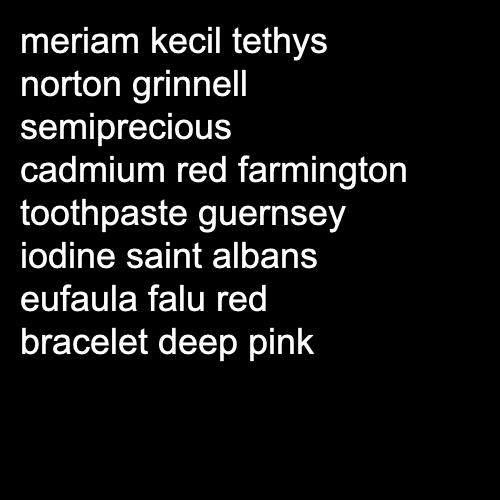 meriam kecil tethys
norton grinnell
semiprecious
cadmium red farmington
toothpaste guernsey
iodine saint albans
eufaula falu red
bracelet deep pink